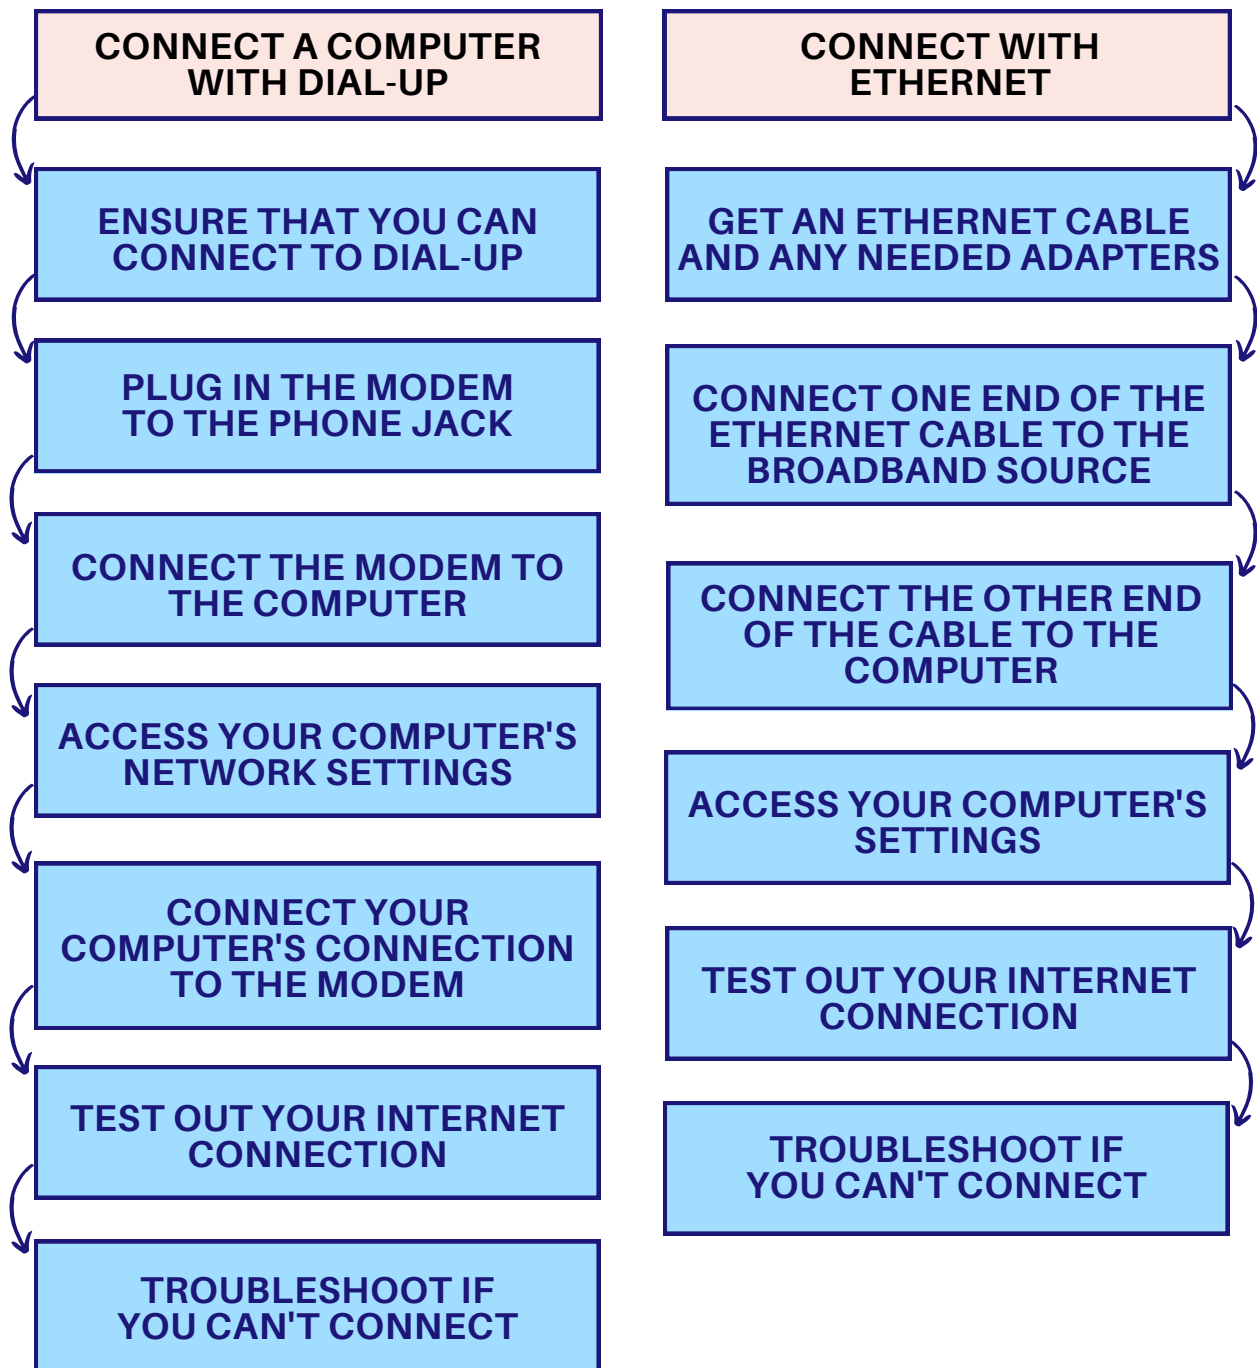 CONNECT A COMPUTER
WITH DIAL-UP
ENSURE THAT YOU CAN
CONNECT TO DIAL-UP
PLUG IN THE MODEM
TO THE PHONE JACK
CONNECT THE MODEM TO
THE COMPUTER
ACCESS YOUR COMPUTER'S
NETWORK SETTINGS
CONNECT YOUR
COMPUTER'S CONNECTION
TO THE MODEM
TEST OUT YOUR INTERNET
CONNECTION
TROUBLESHOOT IF
YOU CAN'T CONNECT
CONNECT WITH
ETHERNET
GET AN ETHERNET CABLE
AND ANY NEEDED ADAPTERS
CONNECT ONE END OF THE
ETHERNET CABLE TO THE
BROADBAND SOURCE
CONNECT THE OTHER END
OF THE CABLE TO THE
COMPUTER
ACCESS YOUR COMPUTER'S
SETTINGS
TEST OUT YOUR INTERNET
CONNECTION
TROUBLESHOOT IF
YOU CAN'T CONNECT